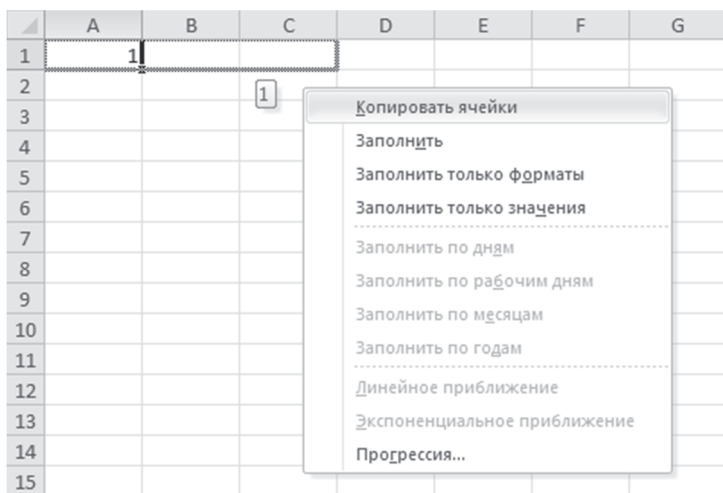 A B C D E F G
1 1
2
1
Копировать ячейки
3
4
Заполнить
5
Заполнить только форматы
6
Заполнить только значения
7
Заполнить по дням
8
Заполнить по рабочим дням
9
Заполнить по месяцам
10
Заполнить по годам
11
12
Линейное приближение
13
Экспоненциальное приближение
14
Прогрессия...
15